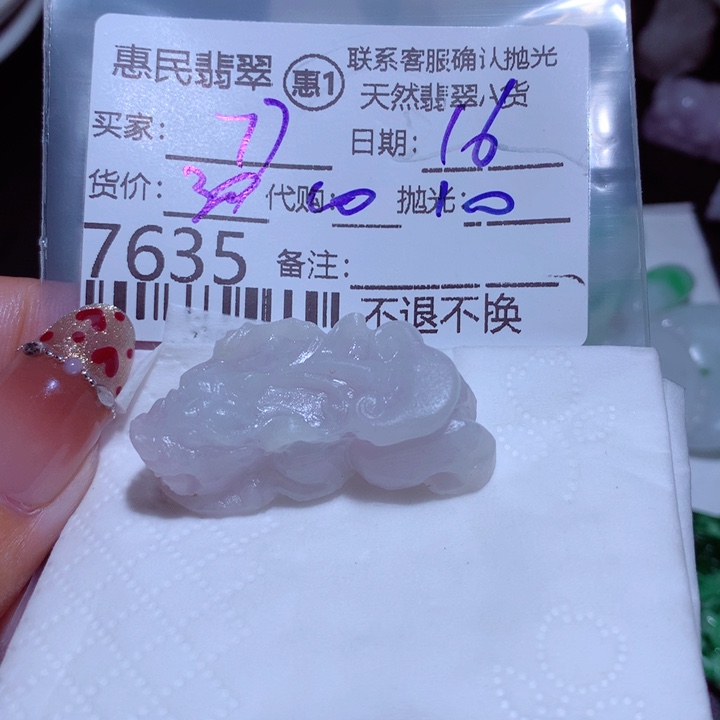 惠民翡翠 惠1 联系客服确认抛光
天然翡翠A货
买家: 日期: 16
货价: 代购: 抛光: 10
7635 备注:
不退不换